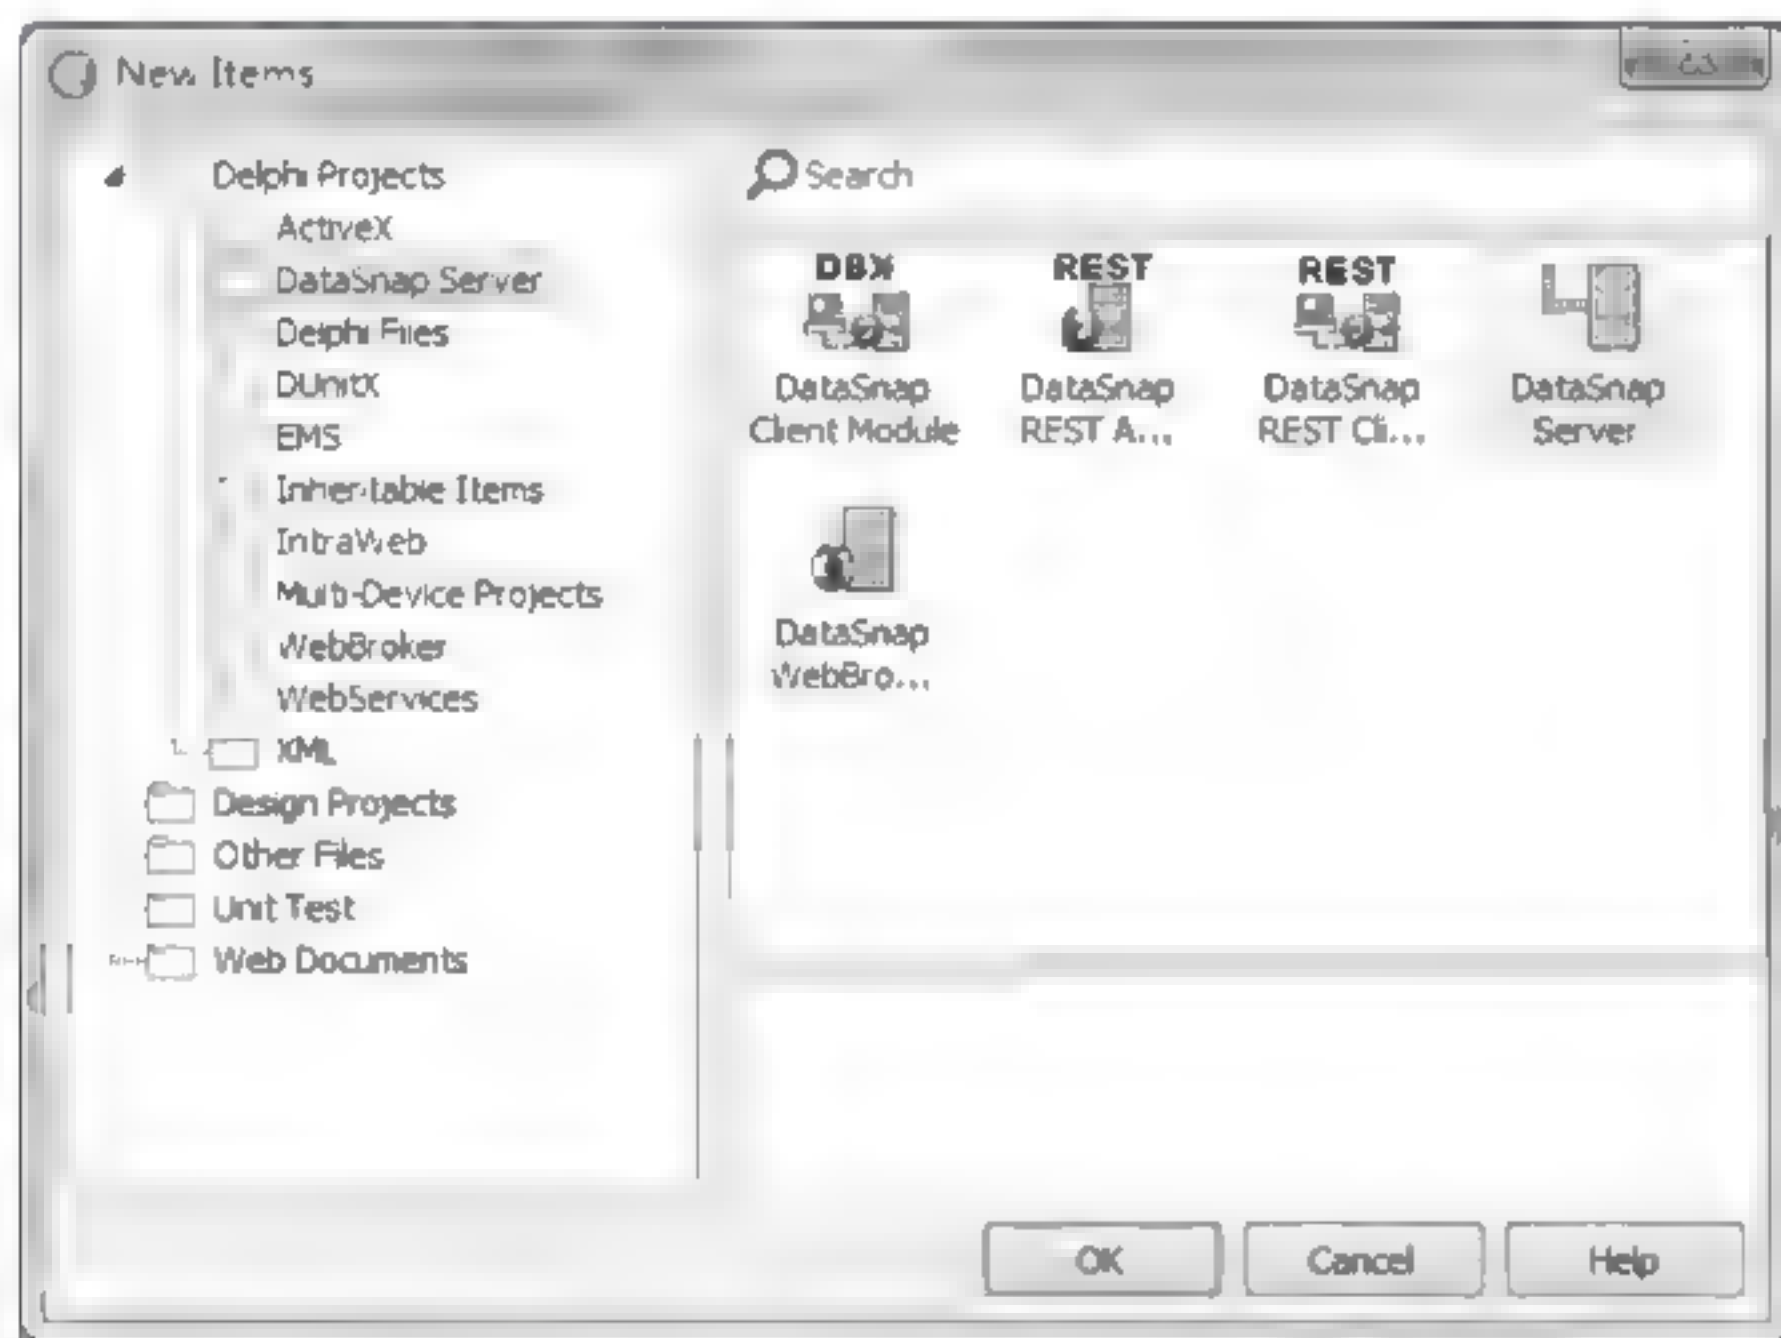 New Items
Delphi Projects
ActiveX
DataSnap Server
Delphi Files
DUnitX
EMS
Inheritable Items
IntraWeb
Multi-Device Projects
WebBroker
WebServices
XML
Design Projects
Other Files
Unit Test
Web Documents
Search
DBX
REST
REST
DataSnap
Client Module
DataSnap
REST A...
DataSnap
REST Cli...
DataSnap
Server
DataSnap
WebBro...
OK
Cancel
Help